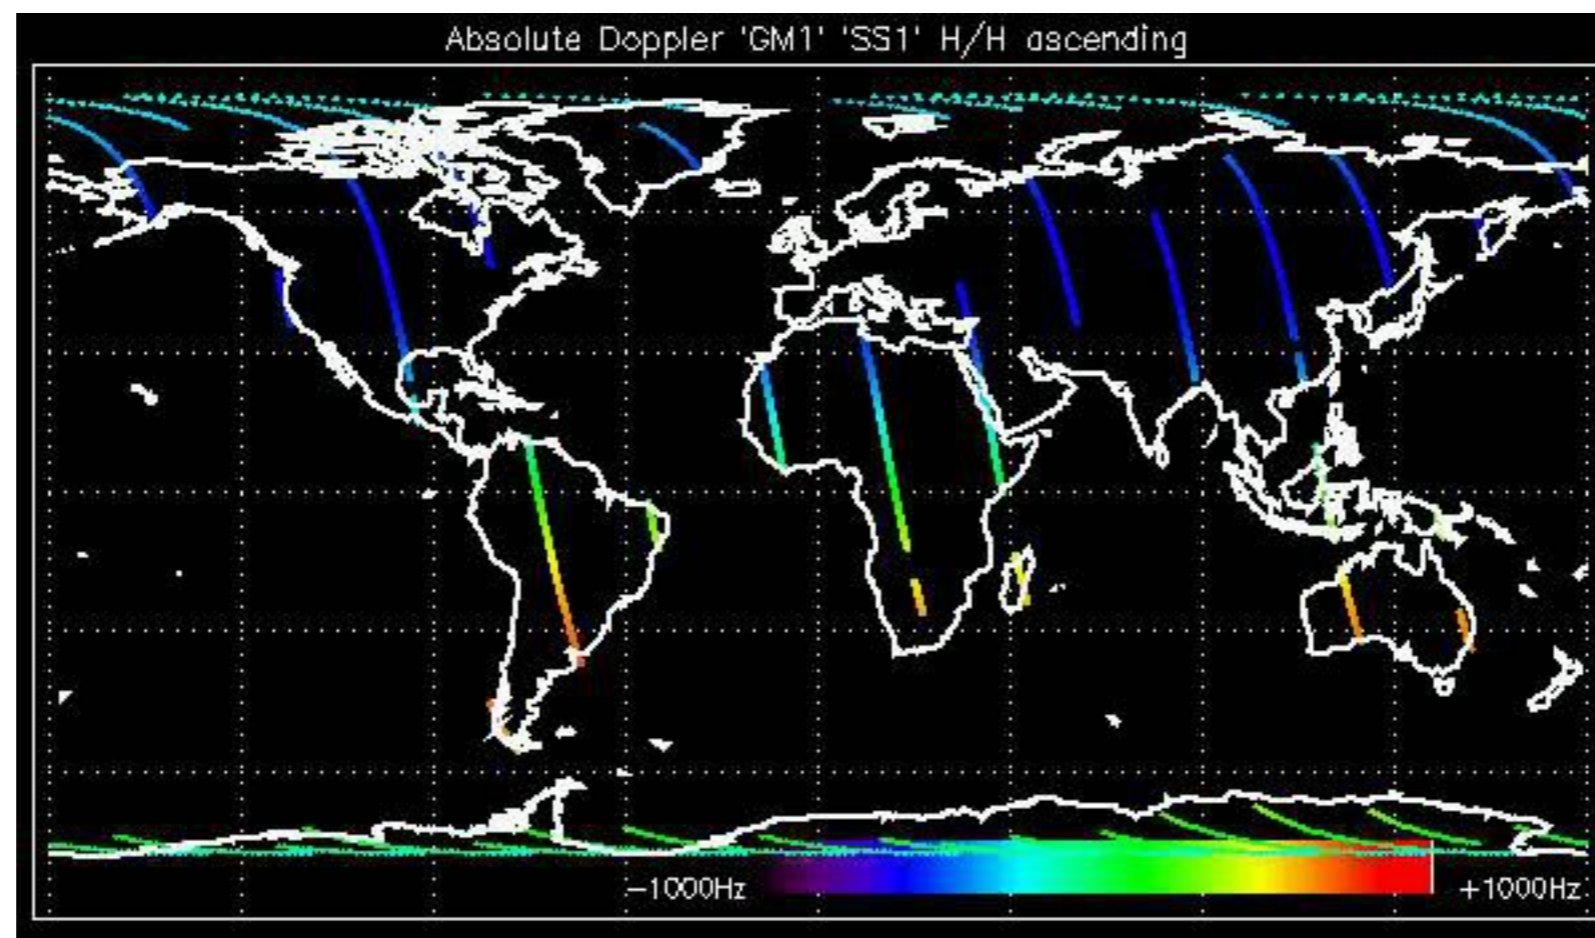 Absolute Doppler 'GM1' 'SS1' H/H ascending
-1000Hz
+1000Hz